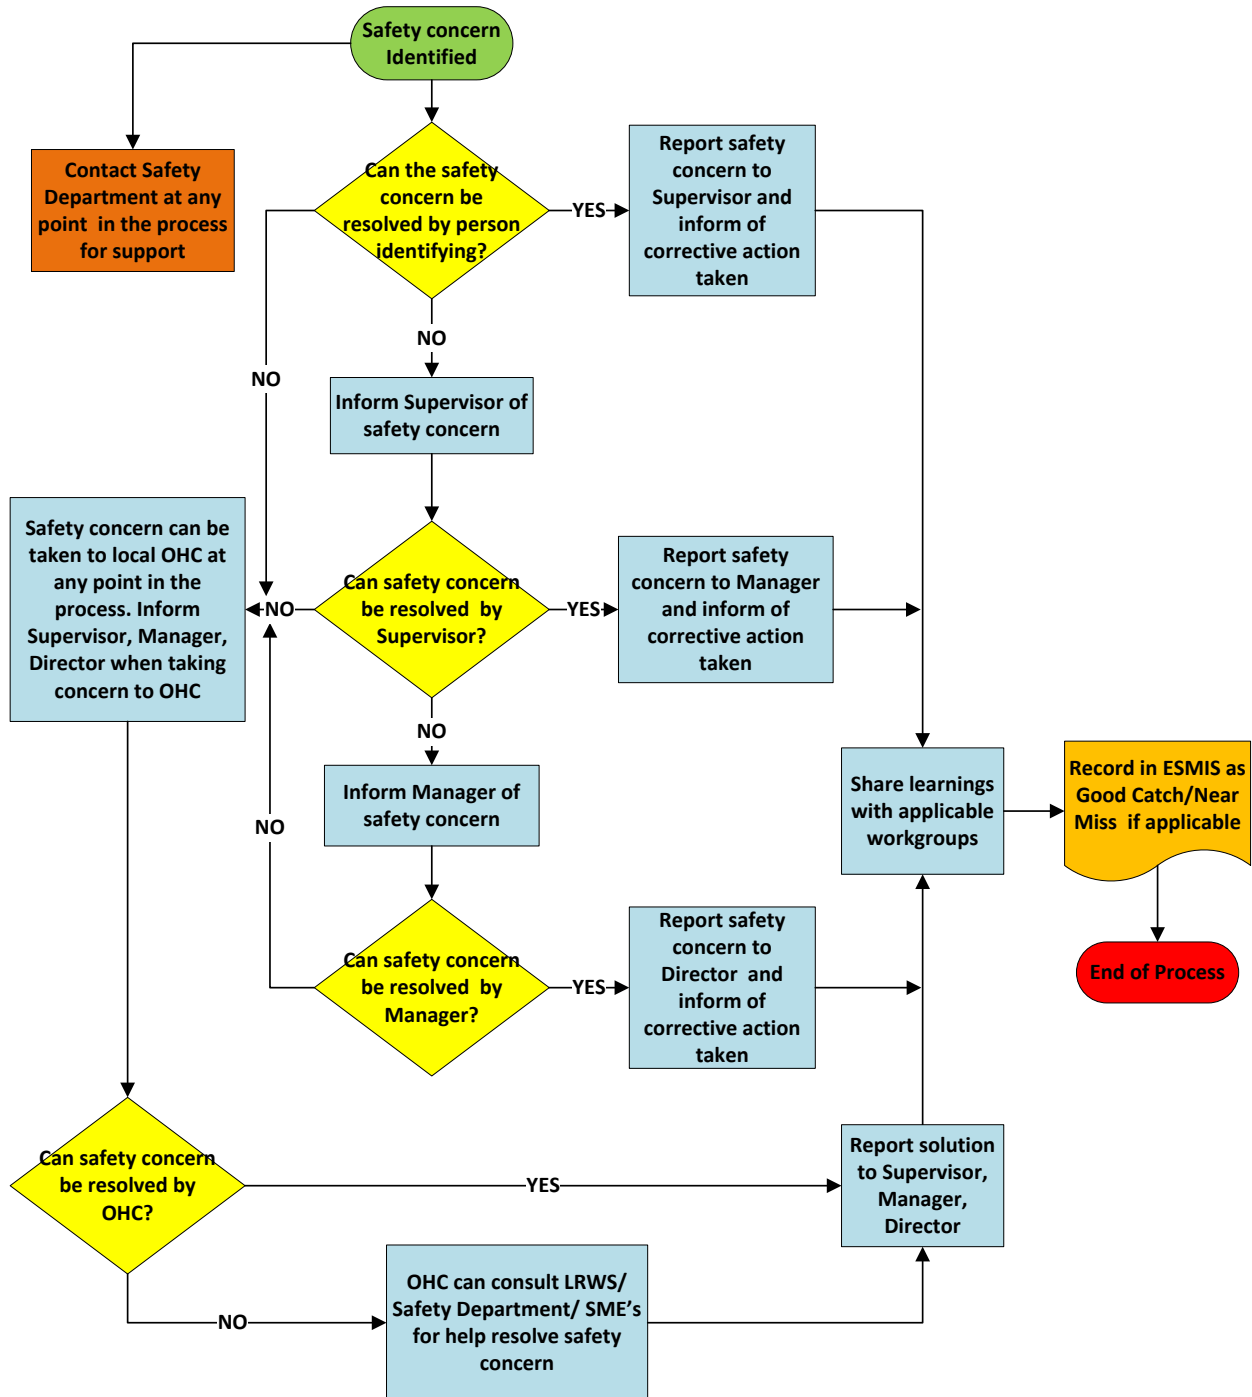 Safety concern
Identified
Contact Safety
Department at any
point in the process
for support
Can the safety
concern be
resolved by person
identifying?
YES
Report safety
concern to
Supervisor and
inform of
corrective action
taken
NO
NO
Inform Supervisor of
safety concern
Safety concern can be
taken to local OHC at
any point in the
process. Inform
Supervisor, Manager,
Director when taking
concern to OHC
NO
Can safety concern
be resolved by
Supervisor?
YES
Report safety
concern to Manager
and inform of
corrective action
taken
NO
Inform Manager of
safety concern
NO
Share learnings
with applicable
workgroups
Record in ESMIS as
Good Catch/Near
Miss if applicable
Can safety concern
be resolved by
Manager?
YES
Report safety
concern to
Director and
inform of
corrective action
taken
End of Process
Can safety concern
be resolved by
OHC?
YES
Report solution
to Supervisor,
Manager,
Director
NO
OHC can consult LRWS/
Safety Department/ SME's
for help resolve safety
concern